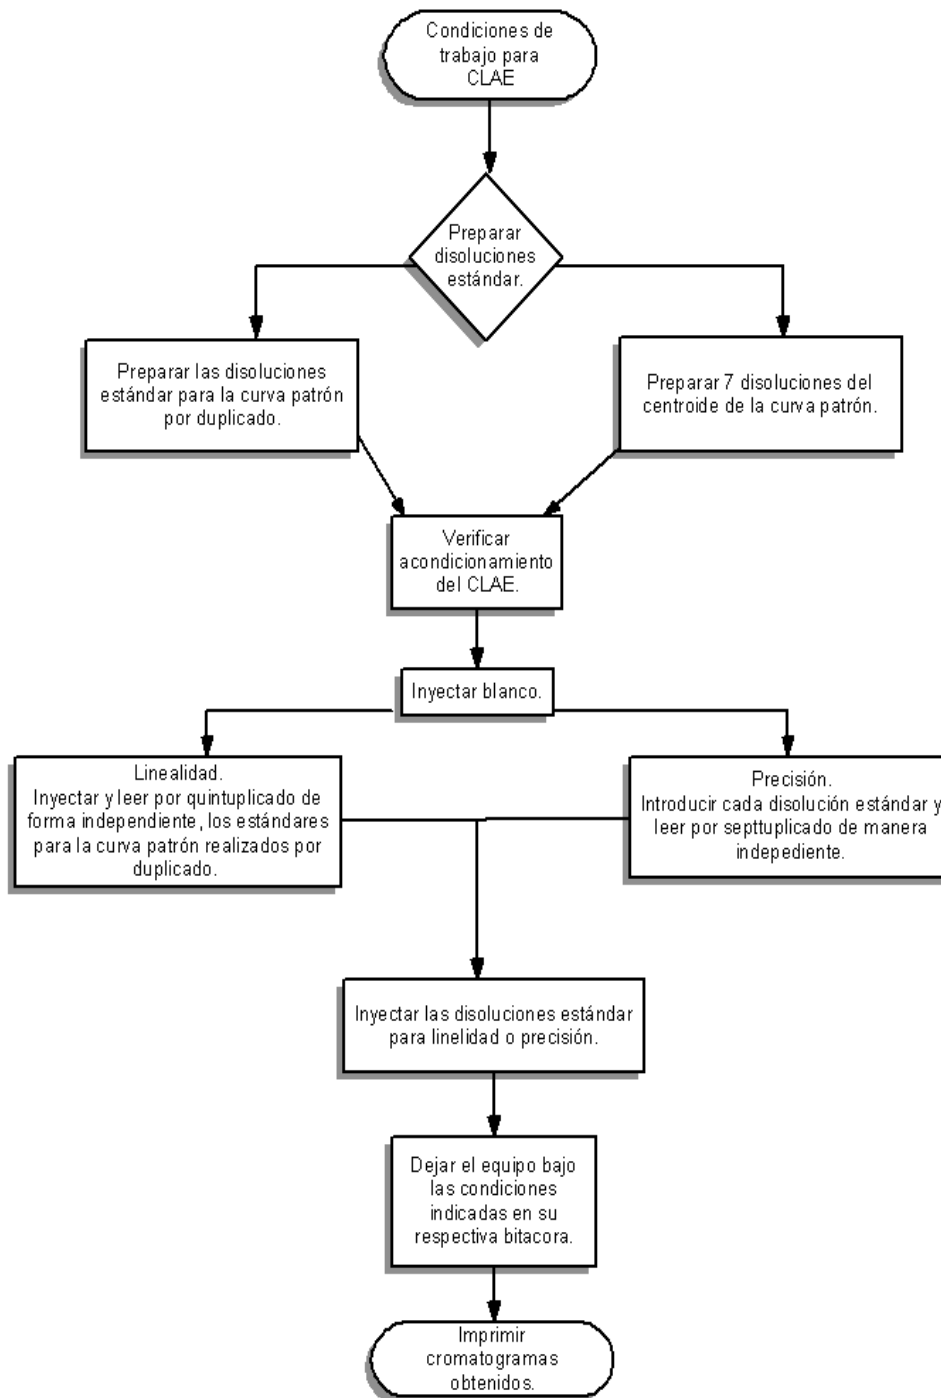 Condiciones de
trabajo para
CLAE
Preparar
disoluciones
estándar.
Preparar las disoluciones
estándar para la curva patrón
por duplicado.
Preparar 7 disoluciones del
centroide de la curva patrón.
Verificar
acondicionamiento
del CLAE.
Inyectar blanco.
Linealidad.
Inyectar y leer por quintuplicado de
forma independiente, los estándares
para la curva patrón realizados por
duplicado.
Precisión.
Introducir cada disolución estándar y
leer por septtuplicado de manera
indepediente.
Inyectar las disoluciones estándar
para linelidad o precisión.
Dejar el equipo bajo
las condiciones
indicadas en su
respectiva bitacora.
Imprimir
cromatogramas
obtenidos.